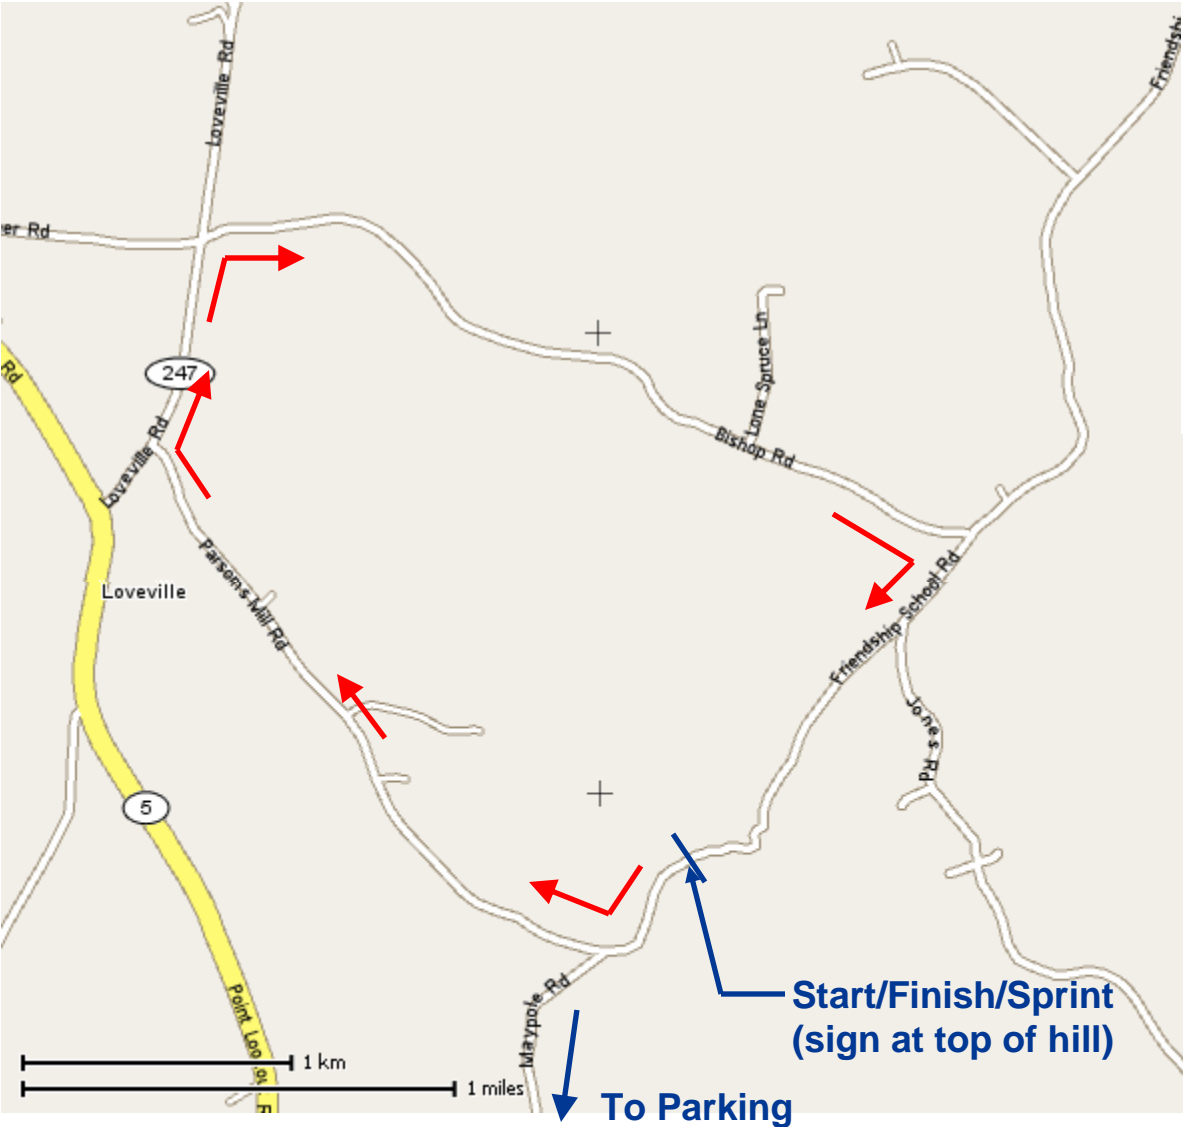 Loveville Rd
Friendshi
er Rd
247
Rd
Lone Spruce Ln
Loveville Rd
Bishop Rd
Parsons Mill Rd
Loveville
Friendship School Rd
Jones Rd
5
Maypole Rd
Point Loo
Start/Finish/Sprint
(sign at top of hill)
1 km
1 miles
To Parking